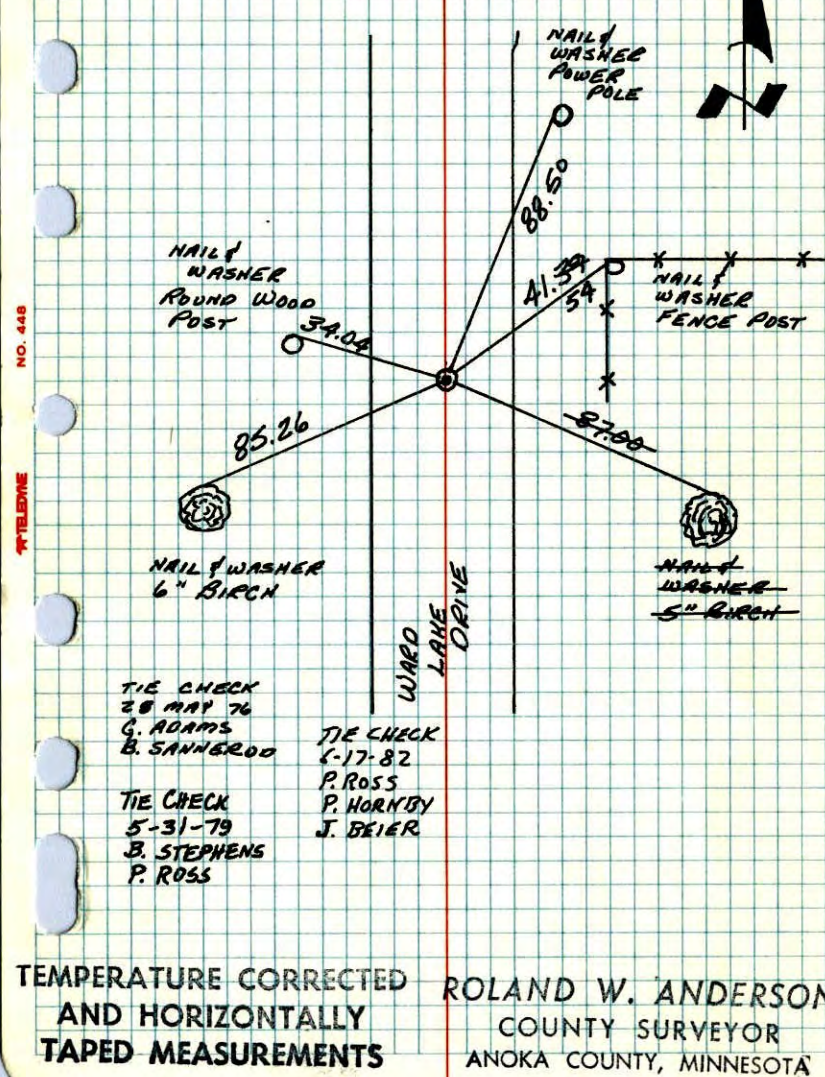 NAIL &
WASHER
POWER
POLE
88.50
NAIL &
WASHER
ROUND WOOD
POST
34.04
41.39
54
NAIL &
WASHER
FENCE POST
NO. 448
85.26
87.00
TELEDYNE
NAIL & WASHER
6" BIRCH
NAIL &
WASHER
5" BIRCH
WARD
LAKE
DRIVE
TIE CHECK
28 MAY 76
G. ADAMS
B. SANNEROD
TIE CHECK
6-17-82
P. ROSS
P. HORNBY
J. BEIER
TIE CHECK
5-31-79
B. STEPHENS
P. ROSS
TEMPERATURE CORRECTED
AND HORIZONTALLY
TAPED MEASUREMENTS
ROLAND W. ANDERSON
COUNTY SURVEYOR
ANOKA COUNTY, MINNESOTA